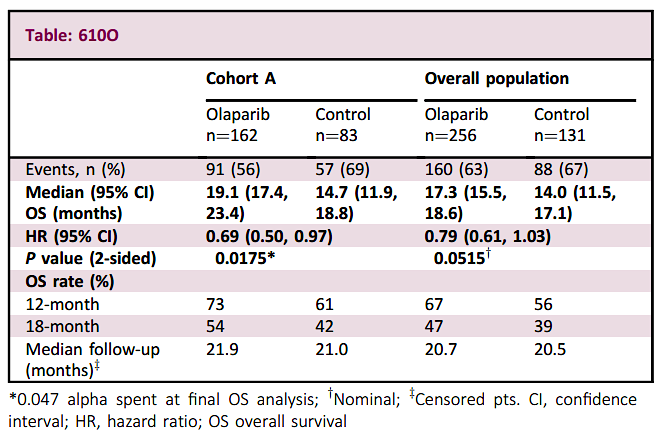 Table: 610O
Cohort A Overall population
Olaparib Control Olaparib Control
n=162 n=83 n=256 n=131
Events, n (%) 91 (56) 57 (69) 160 (63) 88 (67)
Median (95% CI) 19.1 (17.4, 14.7 (11.9, 17.3 (15.5, 14.0 (11.5,
OS (months) 23.4) 18.8) 18.6) 17.1)
HR (95% CI) 0.69 (0.50, 0.97) 0.79 (0.61, 1.03)
P value (2-sided) 0.0175* 0.0515†
OS rate (%)
12-month 73 61 67 56
18-month 54 42 47 39
Median follow-up 21.9 21.0 20.7 20.5
(months)‡
*0.047 alpha spent at final OS analysis; †Nominal; ‡Censored pts. CI, confidence
interval; HR, hazard ratio; OS overall survival